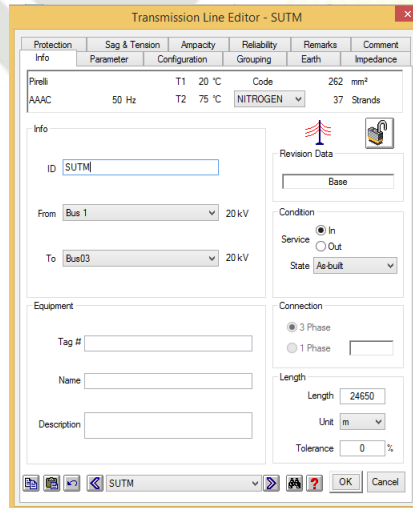 Transmission Line Editor - SUTM
Protection Sag & Tension Ampacity Reliability Remarks Comment
Info Parameter Configuration Grouping Earth Impedance
Pirelli T1 20 °C Code 262 mm²
AAAC 50 Hz T2 75 °C NITROGEN 37 Strands
Info
ID SUTM
From Bus 1 20 kV
To Bus03 20 kV
Revision Data
Base
Condition
Service In
Out
State As-built
Equipment
Tag #
Name
Description
Connection
3 Phase
1 Phase
Length
Length 24650
Unit m
Tolerance 0 %
SUTM ? OK Cancel